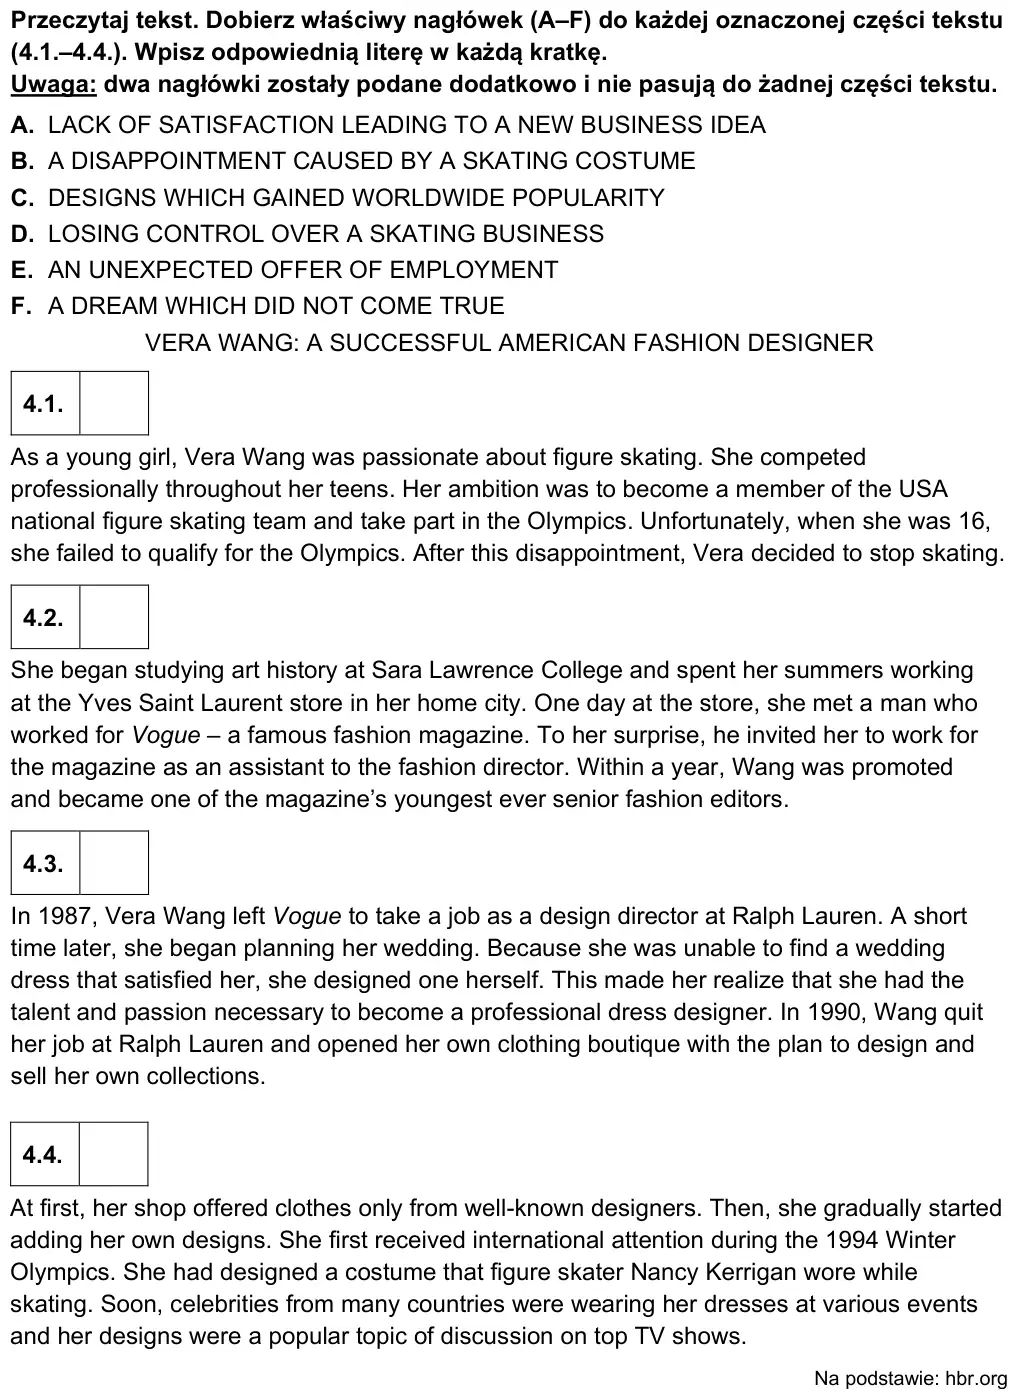 Przeczytaj tekst. Dobierz właściwy nagłówek (A–F) do każdej oznaczonej części tekstu
(4.1.–4.4.). Wpisz odpowiednią literę w każdą kratkę.
Uwaga: dwa nagłówki zostały podane dodatkowo i nie pasują do żadnej części tekstu.
A. LACK OF SATISFACTION LEADING TO A NEW BUSINESS IDEA
B. A DISAPPOINTMENT CAUSED BY A SKATING COSTUME
C. DESIGNS WHICH GAINED WORLDWIDE POPULARITY
D. LOSING CONTROL OVER A SKATING BUSINESS
E. AN UNEXPECTED OFFER OF EMPLOYMENT
F. A DREAM WHICH DID NOT COME TRUE
VERA WANG: A SUCCESSFUL AMERICAN FASHION DESIGNER
4.1.
As a young girl, Vera Wang was passionate about figure skating. She competed
professionally throughout her teens. Her ambition was to become a member of the USA
national figure skating team and take part in the Olympics. Unfortunately, when she was 16,
she failed to qualify for the Olympics. After this disappointment, Vera decided to stop skating.
4.2.
She began studying art history at Sara Lawrence College and spent her summers working
at the Yves Saint Laurent store in her home city. One day at the store, she met a man who
worked for Vogue – a famous fashion magazine. To her surprise, he invited her to work for
the magazine as an assistant to the fashion director. Within a year, Wang was promoted
and became one of the magazine's youngest ever senior fashion editors.
4.3.
In 1987, Vera Wang left Vogue to take a job as a design director at Ralph Lauren. A short
time later, she began planning her wedding. Because she was unable to find a wedding
dress that satisfied her, she designed one herself. This made her realize that she had the
talent and passion necessary to become a professional dress designer. In 1990, Wang quit
her job at Ralph Lauren and opened her own clothing boutique with the plan to design and
sell her own collections.
4.4.
At first, her shop offered clothes only from well-known designers. Then, she gradually started
adding her own designs. She first received international attention during the 1994 Winter
Olympics. She had designed a costume that figure skater Nancy Kerrigan wore while
skating. Soon, celebrities from many countries were wearing her dresses at various events
and her designs were a popular topic of discussion on top TV shows.
Na podstawie: hbr.org